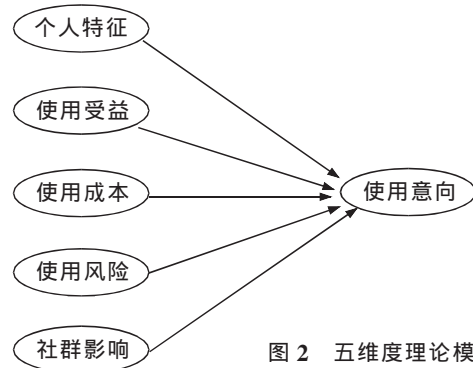 个人特征
使用受益
使用成本
使用意向
使用风险
社群影响
图 2 五维度理论模